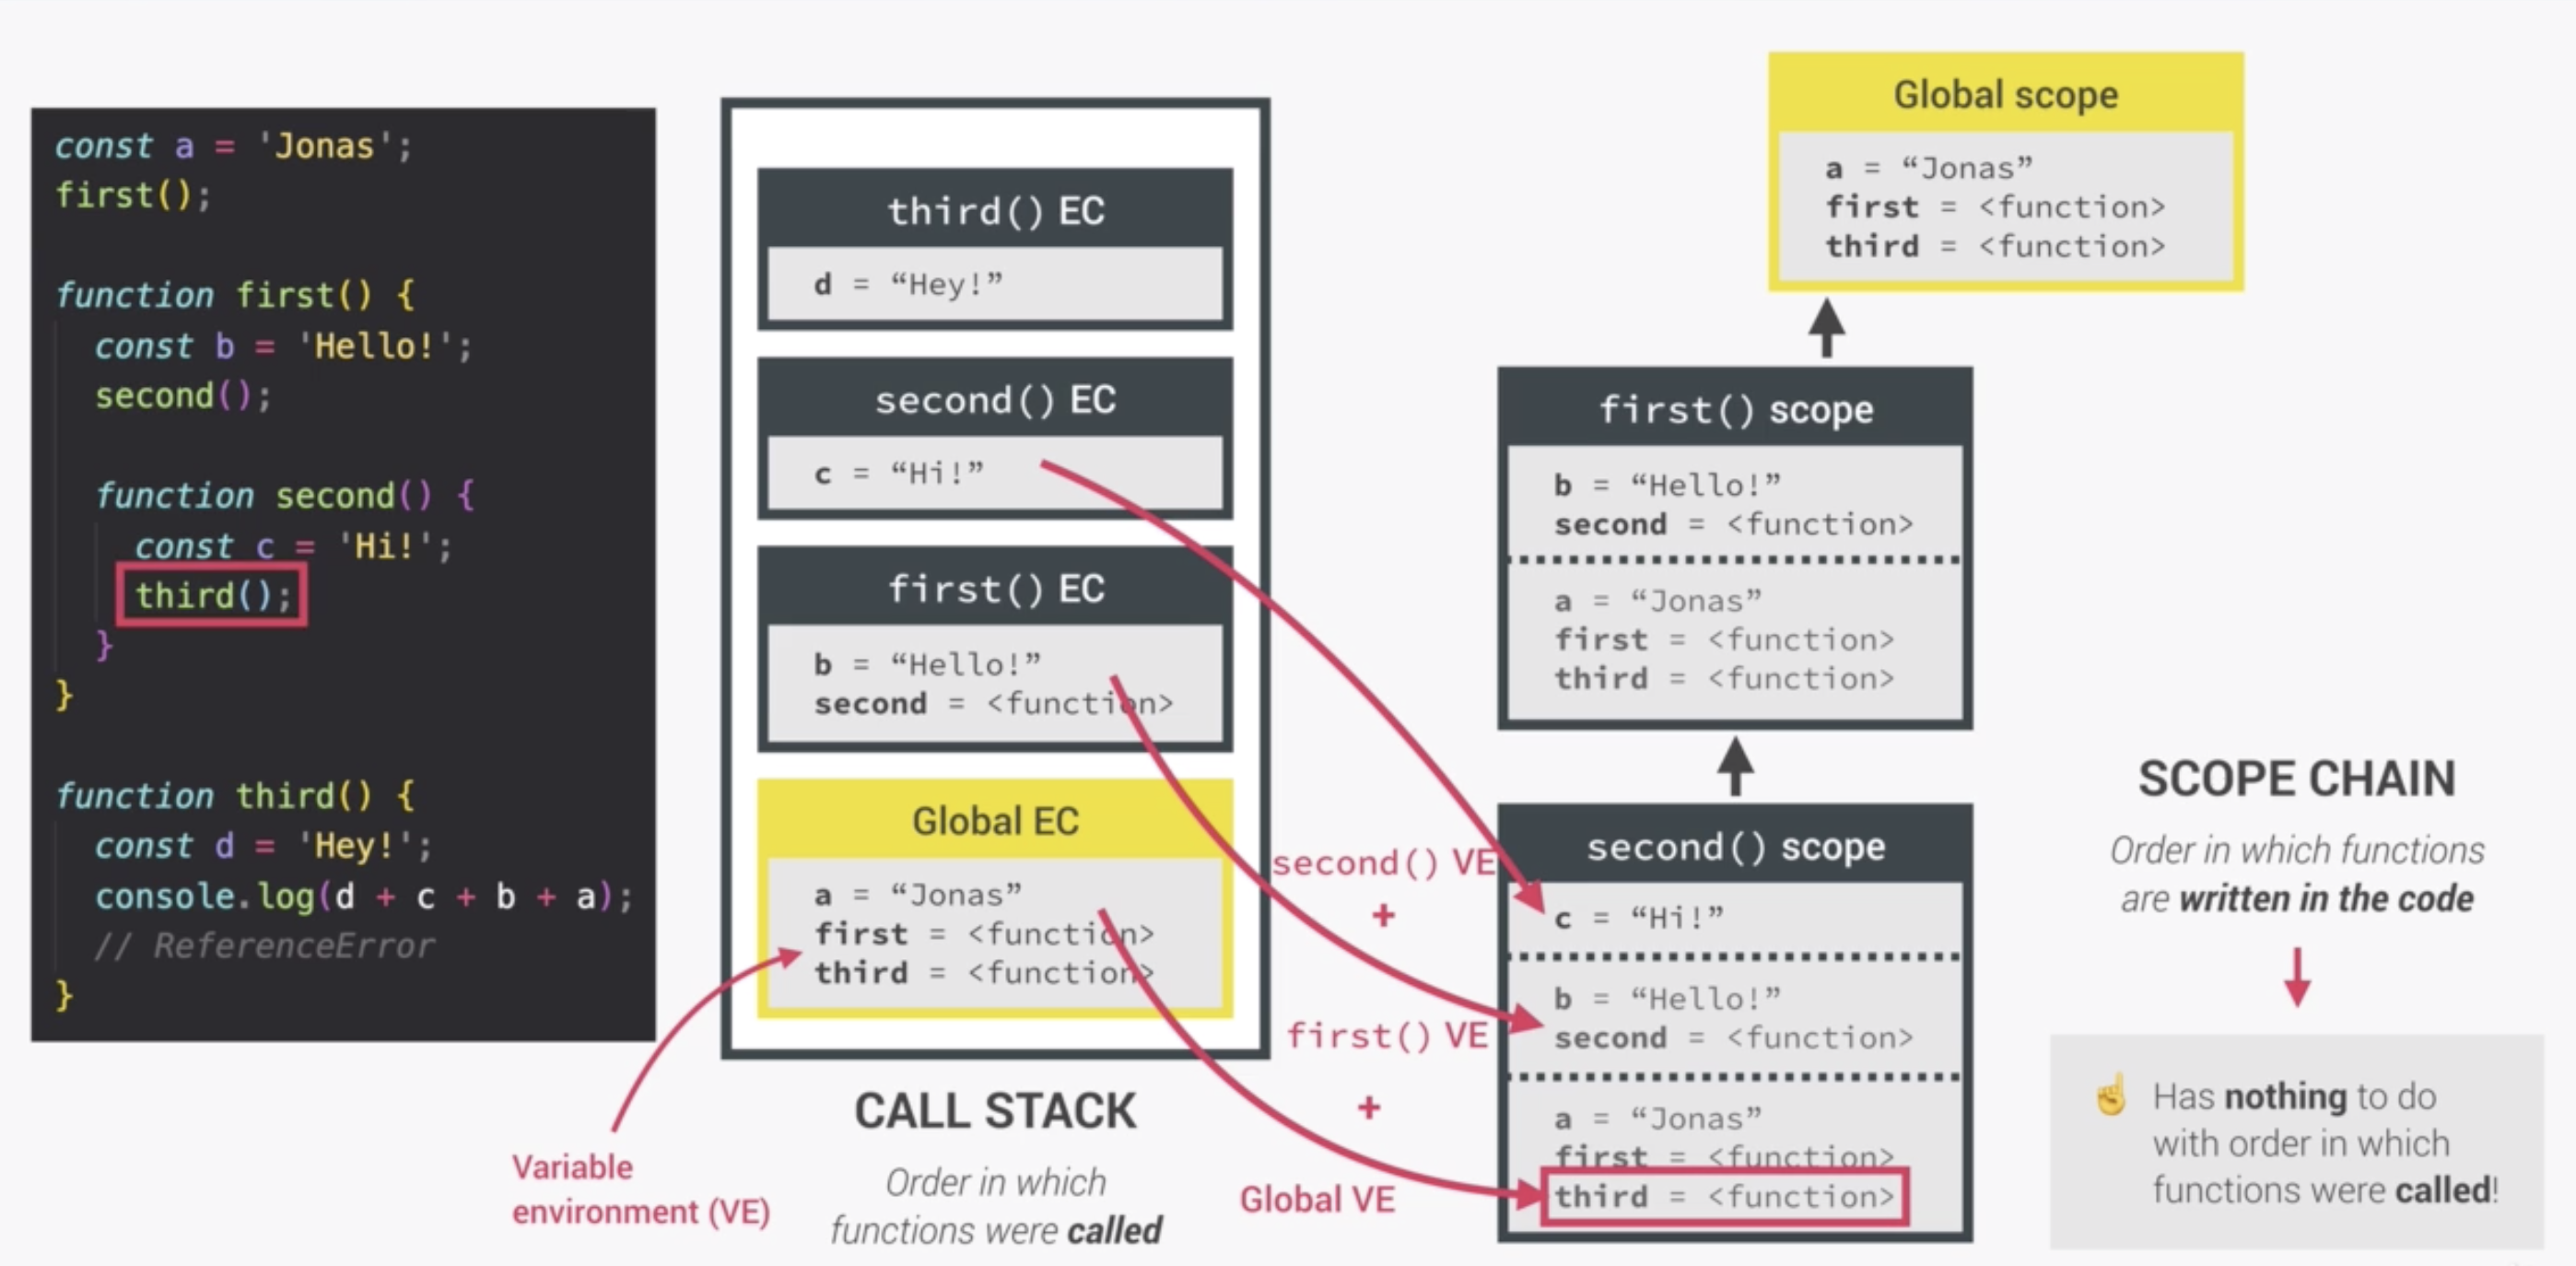 const a = 'Jonas';
first();
function first() {
const b = 'Hello!';
second();
function second() {
const c = 'Hi!';
third();
}
}
function third() {
const d = 'Hey!';
console.log(d + c + b + a);
// ReferenceError
}
third() EC
d = “Hey!”
second() EC
c = “Hi!”
first() EC
b = “Hello!”
second = <function>
Global EC
a = “Jonas”
first = <function>
third = <function>
Variable
environment (VE)
CALL STACK
Order in which
functions were called
second() VE
+
first() VE
+
Global VE
Global scope
a = “Jonas”
first = <function>
third = <function>
first() scope
b = “Hello!”
second = <function>
a = “Jonas”
first = <function>
third = <function>
second() scope
c = “Hi!”
b = “Hello!”
second = <function>
a = “Jonas”
first = <function>
third = <function>
SCOPE CHAIN
Order in which functions
are written in the code
☝ Has nothing to do
with order in which
functions were called!